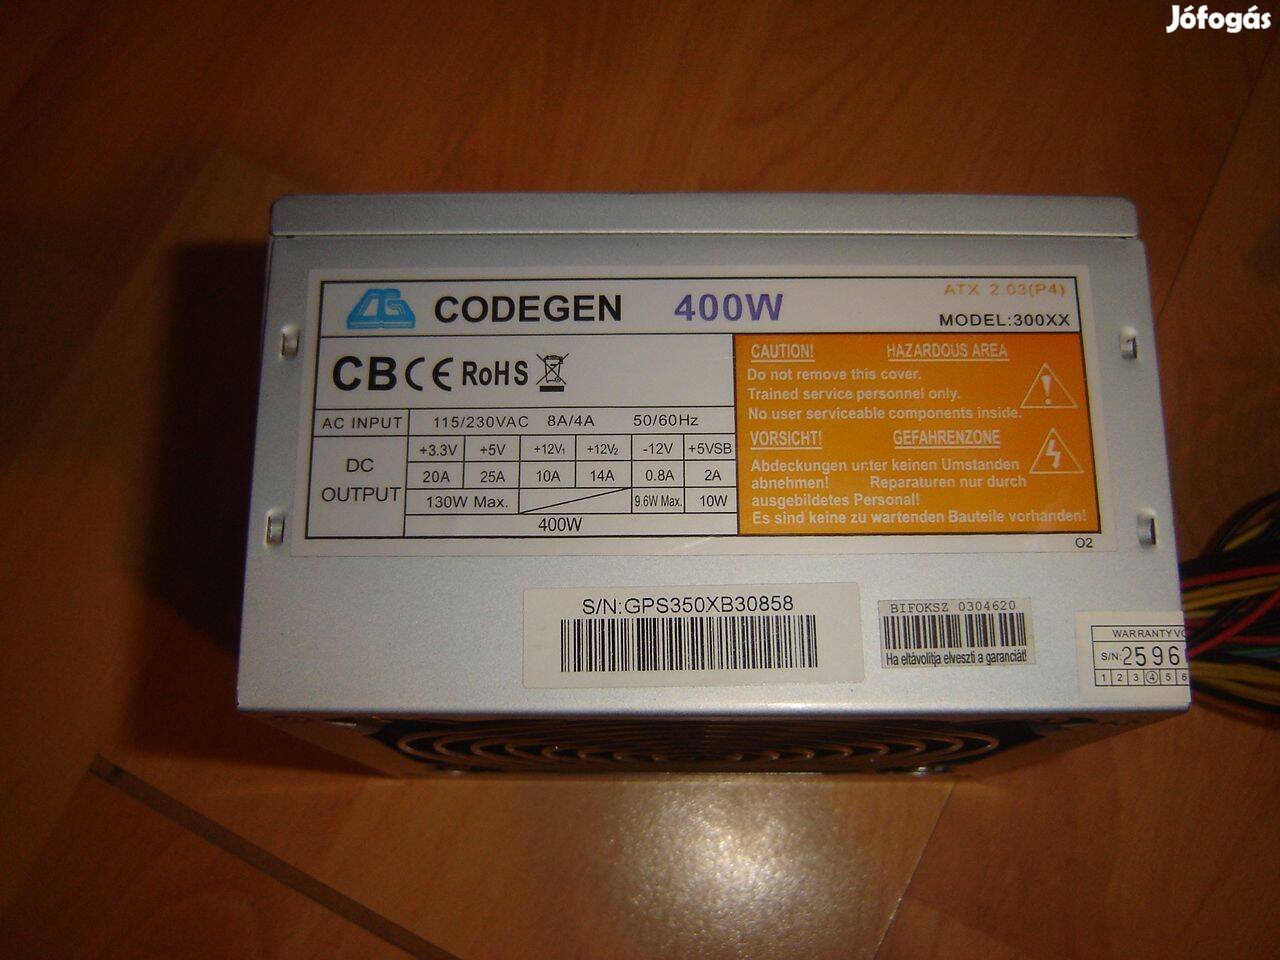 Jófogás
CODEGEN 400W
ATX 2.03(P4)
MODEL:300XX
CB CE RoHS
AC INPUT 115/230VAC 8A/4A 50/60Hz
DC OUTPUT
+3.3V +5V +12V1 +12V2 -12V +5VSB
20A 25A 10A 14A 0.8A 2A
130W Max. 9.6W Max. 10W
400W
CAUTION! HAZARDOUS AREA
Do not remove this cover.
Trained service personnel only.
No user serviceable components inside.
VORSICHT! GEFAHRENZONE
Abdeckungen unter keinen Umstanden
abnehmen! Reparaturen nur durch
ausgebildetes Personal!
Es sind keine zu wartenden Bauteile vorhanden!
O2
S/N:GPS350XB30858
BIFOKSZ 0304620
Ha eltávolítja elveszti a garanciát!
WARRANTY VO
S/N: 2596
1 2 3 4 5 6